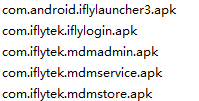 com.android.iflylauncher3.apk
com.iflytek.iflylogin.apk
com.iflytek.mdmadmin.apk
com.iflytek.mdmservice.apk
com.iflytek.mdmstore.apk